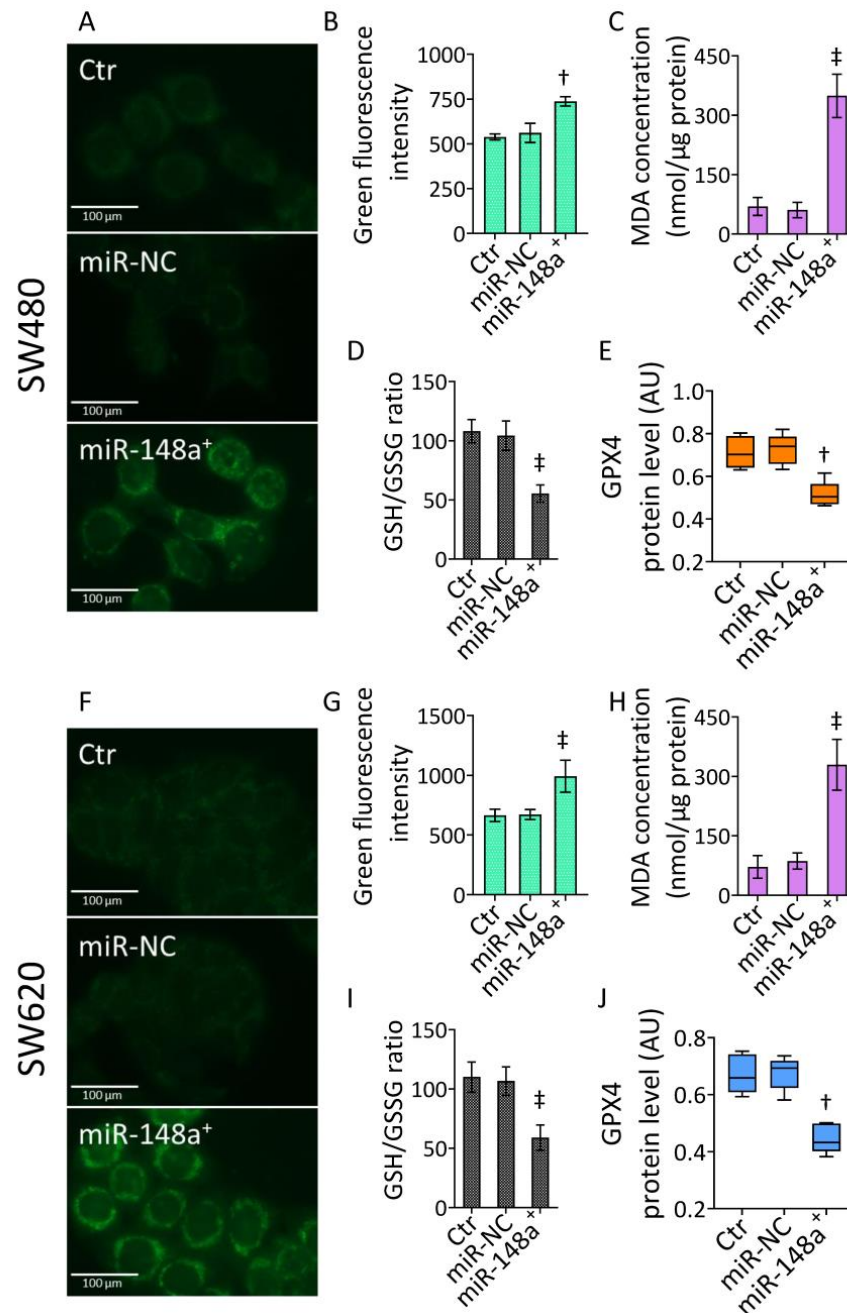 SW480
A
Ctr
100 µm
miR-NC
100 µm
miR-148a+
100 µm
B
Green fluorescence
intensity
1000
750
500
250
0
†
Ctr
miR-NC
miR-148a+
C
MDA concentration
(nmol/µg protein)
450
300
150
0
‡
Ctr
miR-NC
miR-148a+
D
GSH/GSSG ratio
150
100
50
0
‡
Ctr
miR-NC
miR-148a+
E
GPX4
protein level (AU)
1.0
0.8
0.6
0.4
0.2
†
Ctr
miR-NC
miR-148a+
SW620
F
Ctr
100 µm
miR-NC
100 µm
miR-148a+
100 µm
G
Green fluorescence
intensity
1500
1000
500
0
‡
Ctr
miR-NC
miR-148a+
H
MDA concentration
(nmol/µg protein)
450
300
150
0
‡
Ctr
miR-NC
miR-148a+
I
GSH/GSSG ratio
150
100
50
0
‡
Ctr
miR-NC
miR-148a+
J
GPX4
protein level (AU)
0.8
0.6
0.4
0.2
†
Ctr
miR-NC
miR-148a+